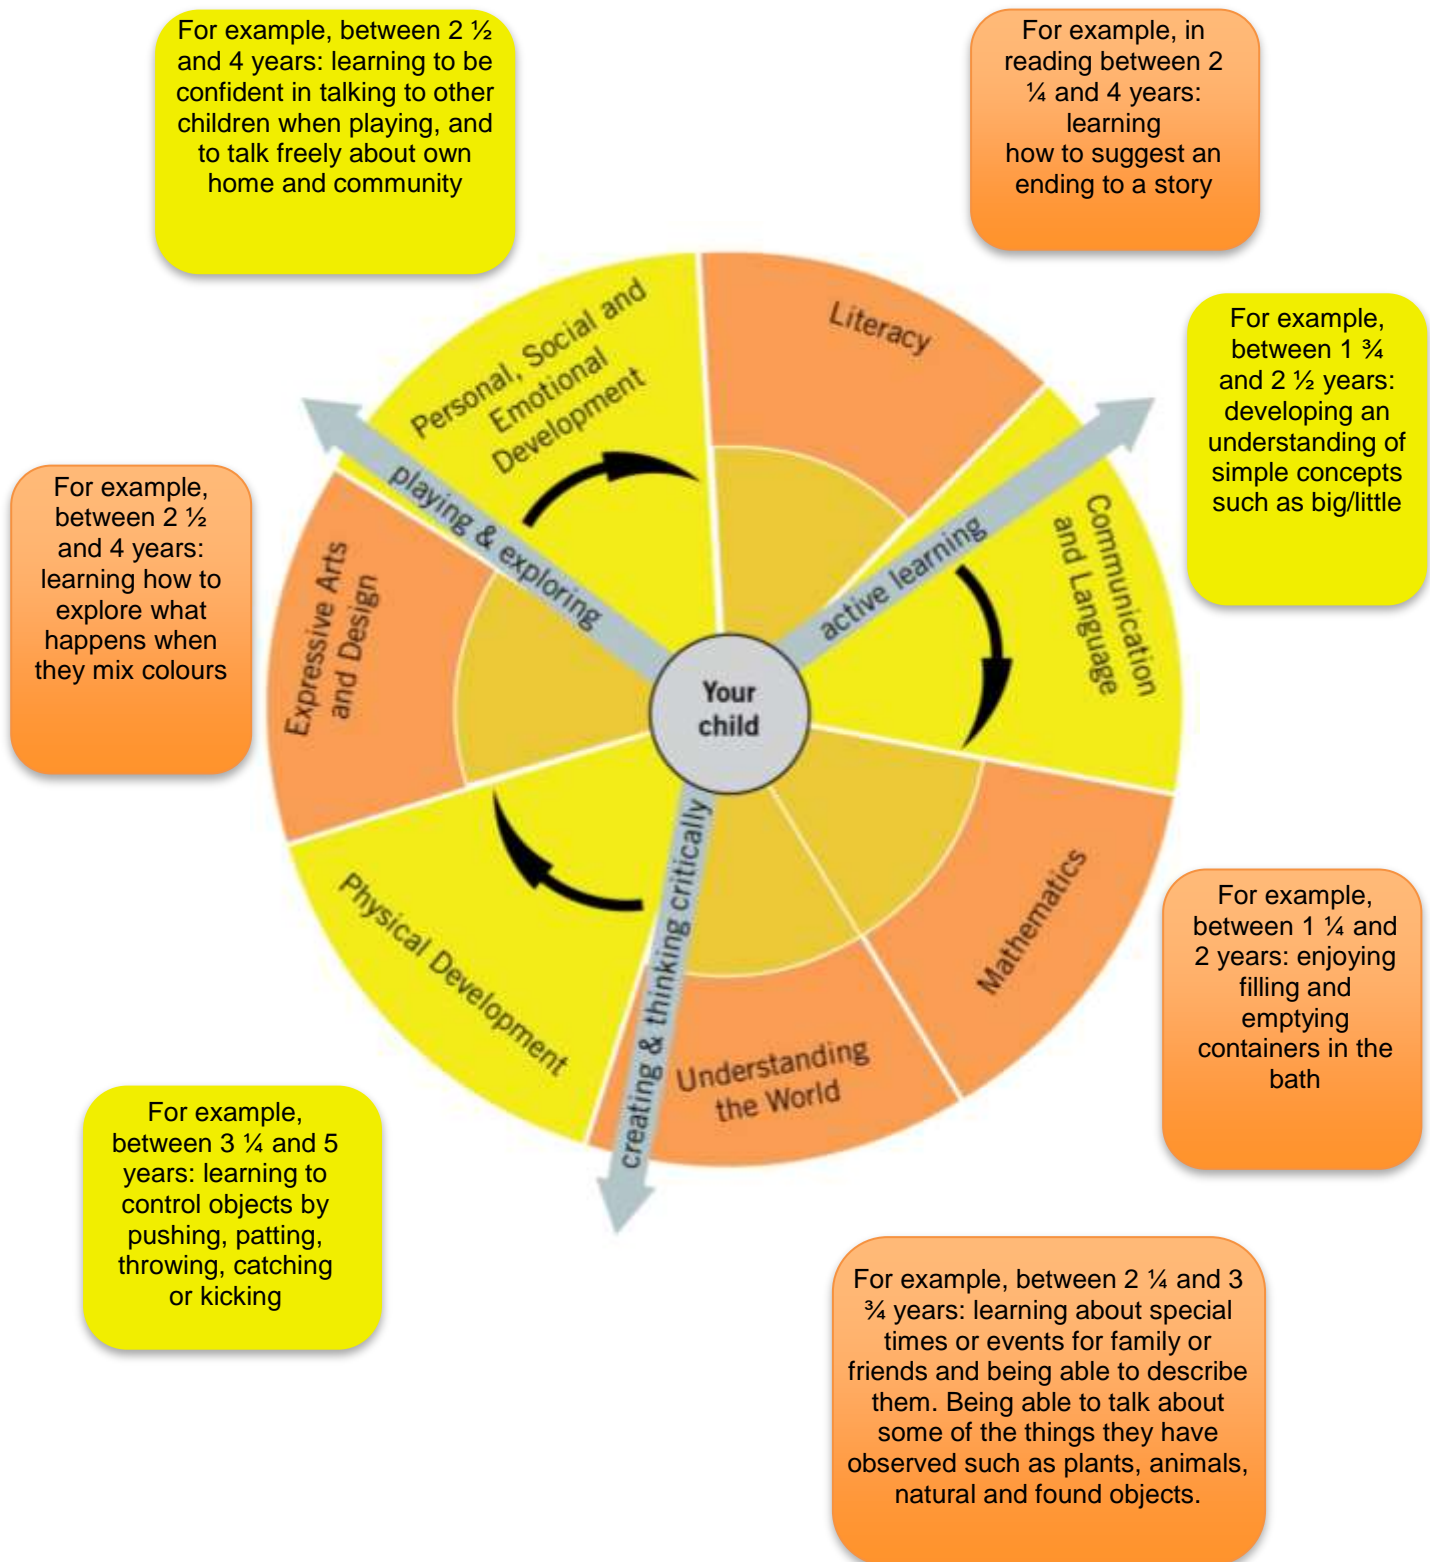 For example, between 2 ½
and 4 years: learning to be
confident in talking to other
children when playing, and
to talk freely about own
home and community
For example, in
reading between 2
¼ and 4 years:
learning
how to suggest an
ending to a story
For example,
between 1 ¾
and 2 ½ years:
developing an
understanding of
simple concepts
such as big/little
Personal, Social and
Emotional
Development
Literacy
playing & exploring
active learning
Communication
and Language
For example,
between 2 ½
and 4 years:
learning how to
explore what
happens when
they mix colours
Expressive Arts
and Design
Your
child
Physical Development
creating & thinking critically
Understanding
the World
Mathematics
For example,
between 1 ¼ and
2 years: enjoying
filling and
emptying
containers in the
bath
For example,
between 3 ¼ and 5
years: learning to
control objects by
pushing, patting,
throwing, catching
or kicking
For example, between 2 ¼ and 3
¾ years: learning about special
times or events for family or
friends and being able to describe
them. Being able to talk about
some of the things they have
observed such as plants, animals,
natural and found objects.